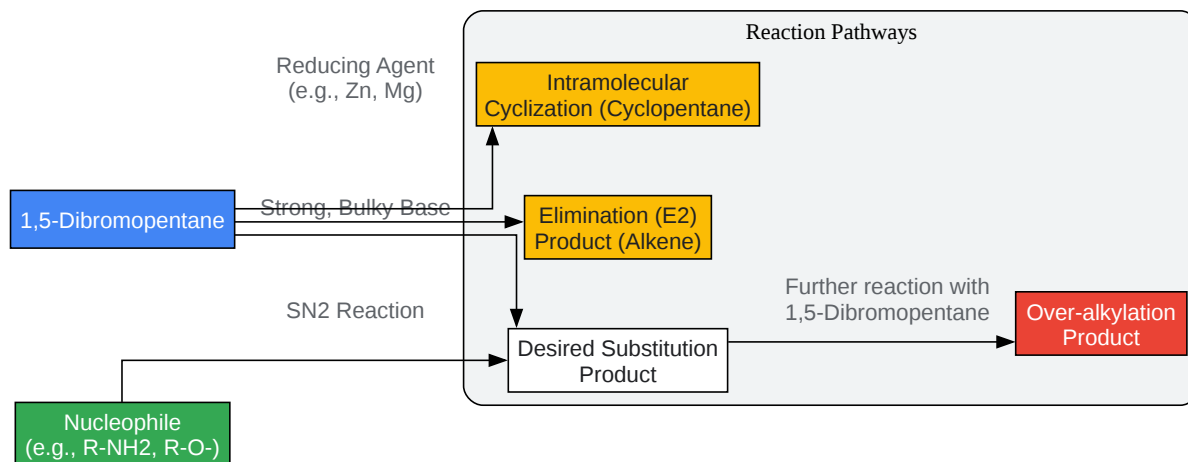 Reaction Pathways
Reducing Agent
(e.g., Zn, Mg)
Intramolecular
Cyclization (Cyclopentane)
1,5-Dibromopentane
Strong, Bulky Base
Elimination (E2)
Product (Alkene)
SN2 Reaction
Further reaction with
1,5-Dibromopentane
Over-alkylation
Product
Desired Substitution
Product
Nucleophile
(e.g., R-NH2, R-O-)